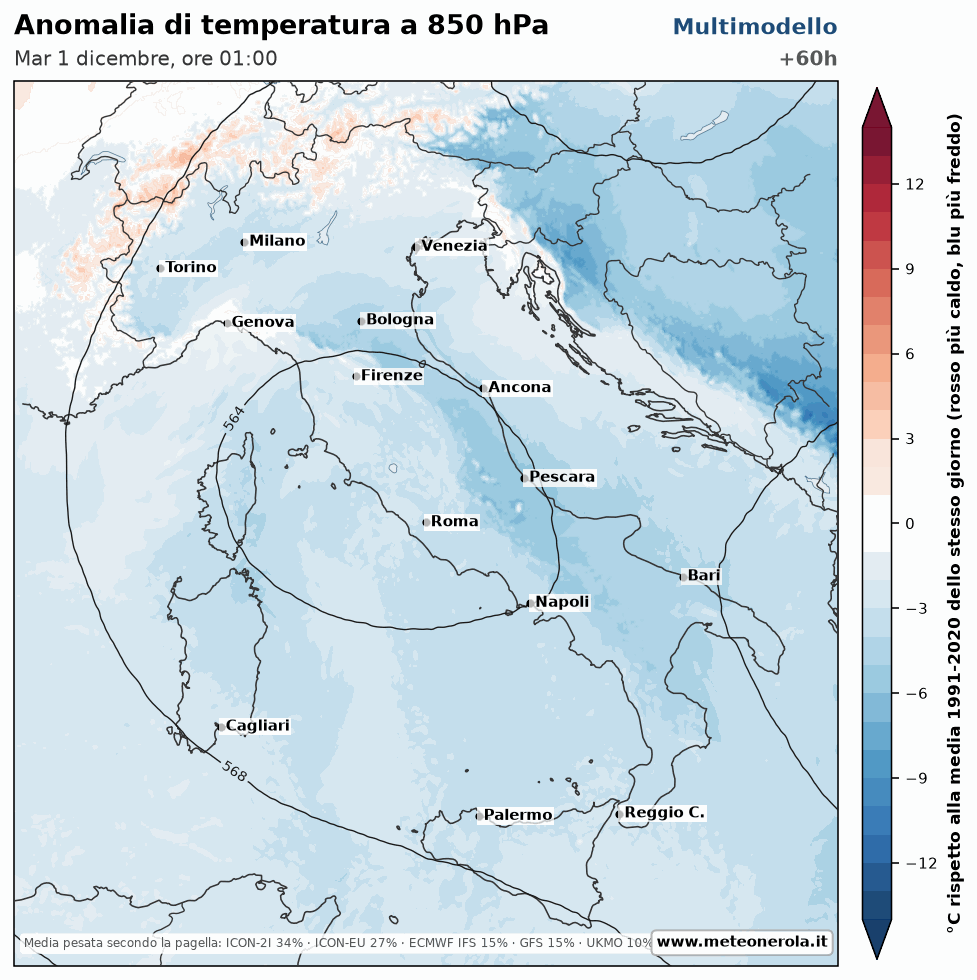 Anomalia di temperatura a 850 hPa
Multimodello
Mar 1 dicembre, ore 01:00
+60h
Milano
Venezia
Torino
Genova
Bologna
Firenze
Ancona
564
Pescara
Roma
Bari
Napoli
Cagliari
568
Palermo
Reggio C.
Media pesata secondo la pagella: ICON-2I 34% · ICON-EU 27% · ECMWF IFS 15% · GFS 15% · UKMO 10%
www.meteonerola.it
12
9
6
3
0
−3
−6
−9
−12
°C rispetto alla media 1991-2020 dello stesso giorno (rosso più caldo, blu più freddo)